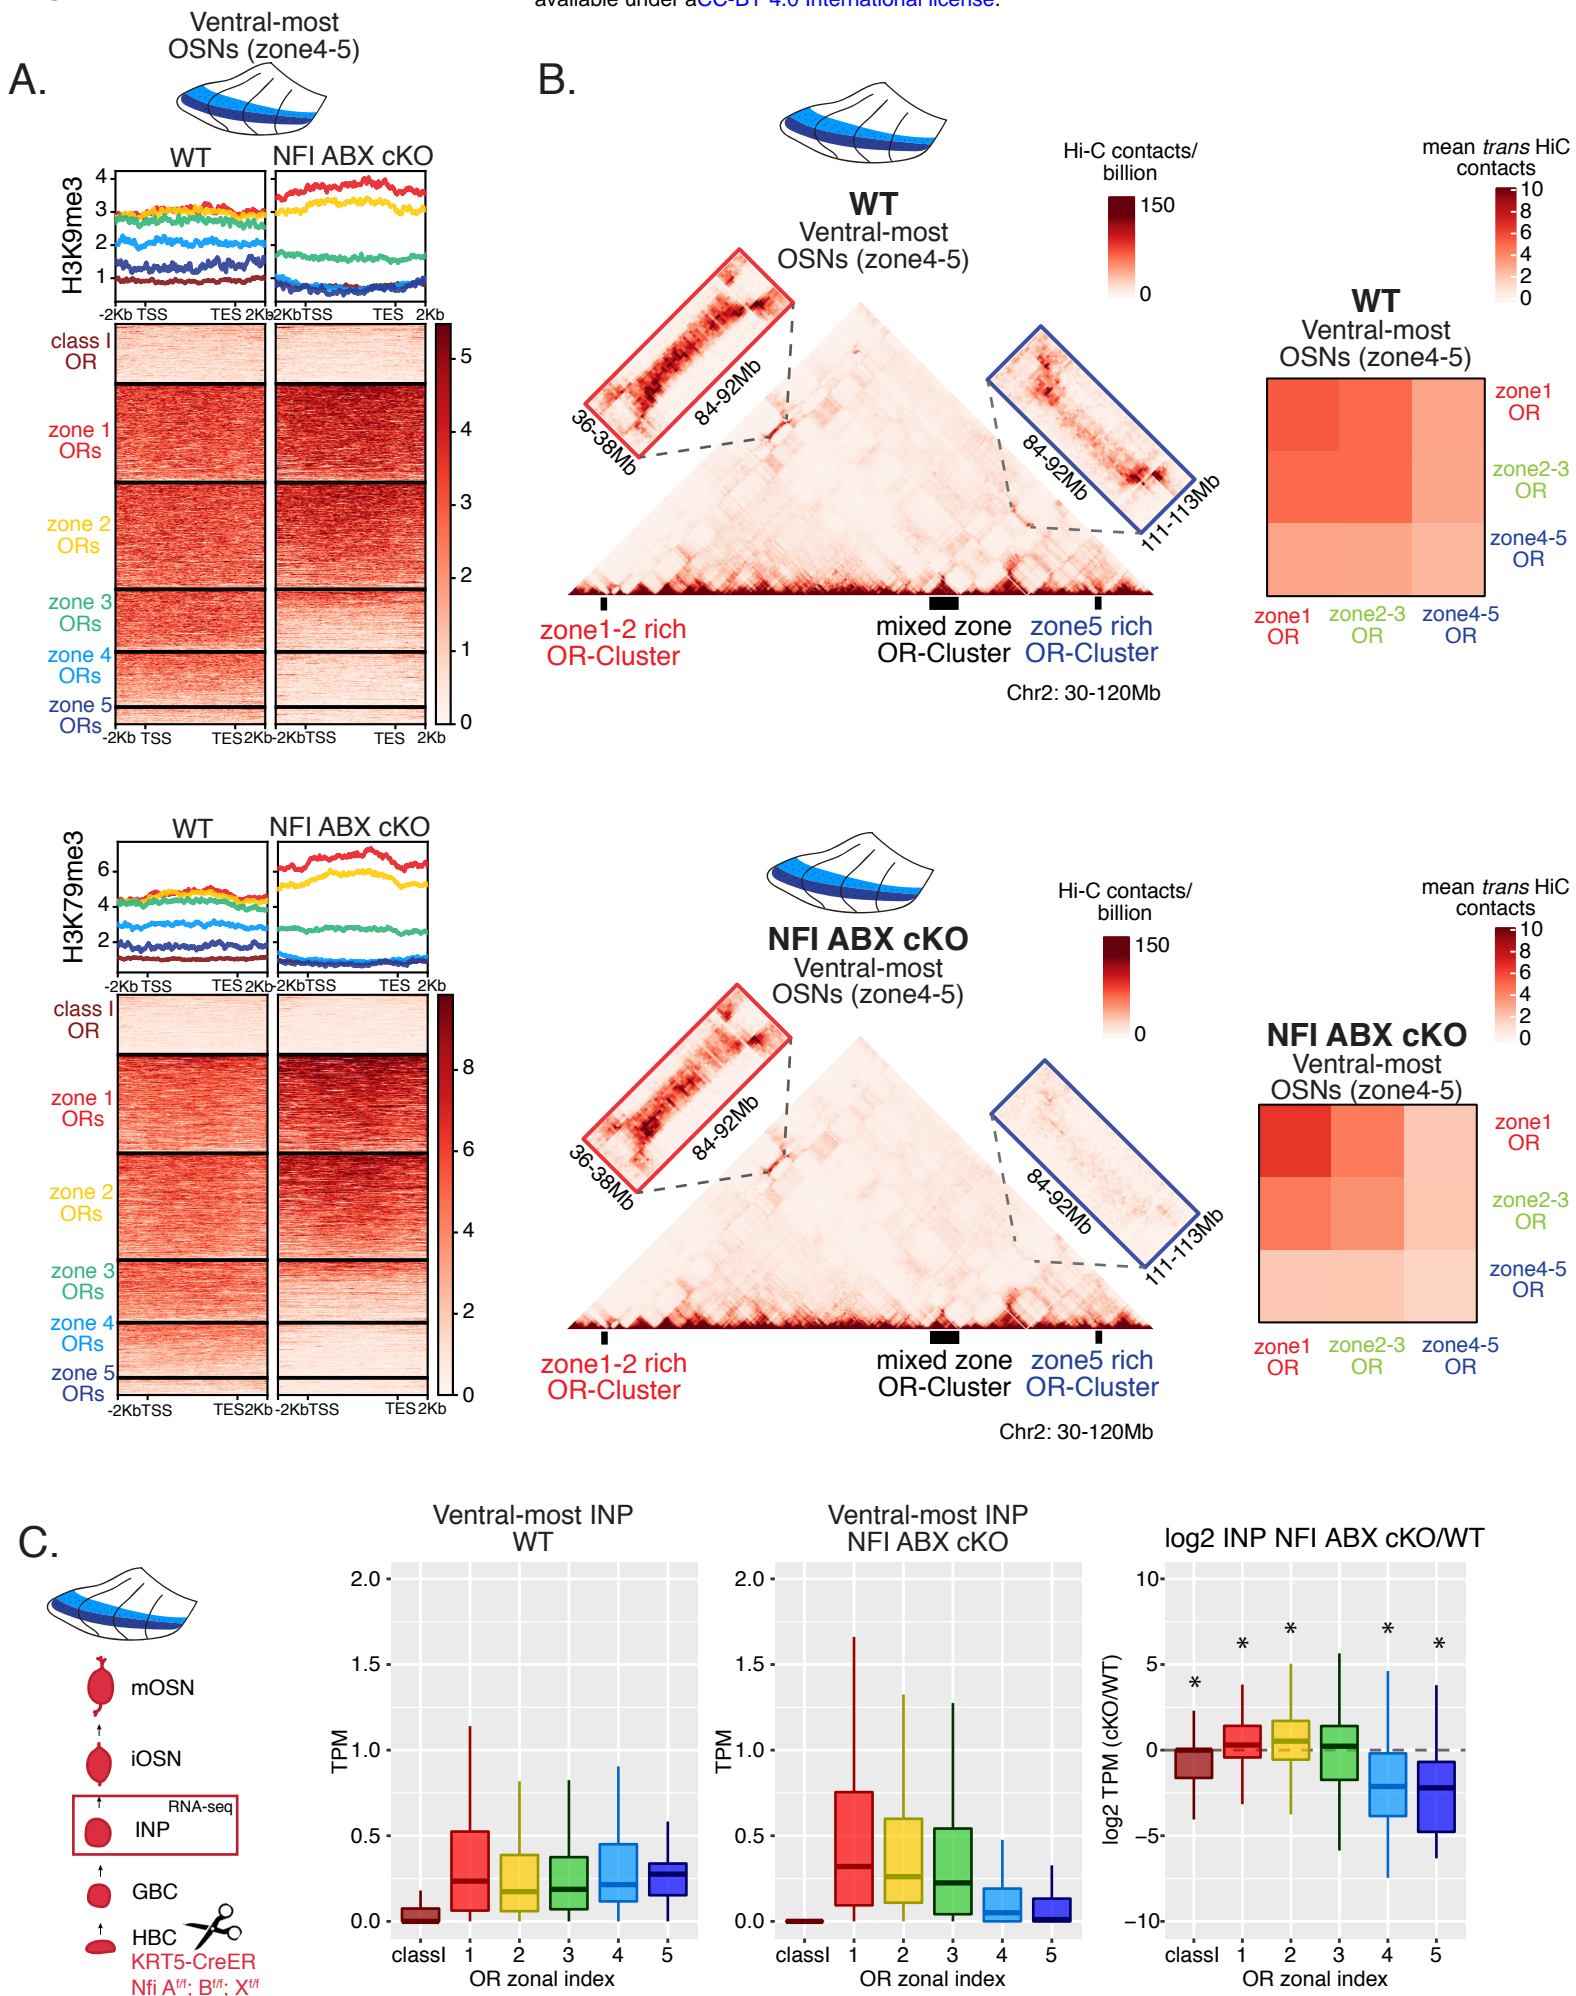 available under aCC-BY 4.0 International license.
A.
Ventral-most
OSNs (zone4-5)
WT
NFI ABX cKO
H3K9me3
4
3
2
1
-2Kb TSS TES 2Kb
-2KbTSS TES 2Kb
class I
OR
zone 1
ORs
zone 2
ORs
zone 3
ORs
zone 4
ORs
zone 5
ORs
5
4
3
2
1
0
-2Kb TSS TES2Kb
-2KbTSS TES 2Kb
WT
NFI ABX cKO
H3K79me3
6
4
2
-2Kb TSS TES 2Kb
-2KbTSS TES 2Kb
class I
OR
zone 1
ORs
zone 2
ORs
zone 3
ORs
zone 4
ORs
zone 5
ORs
8
6
4
2
0
-2KbTSS TES2Kb
-2KbTSS TES 2Kb
B.
WT
Ventral-most
OSNs (zone4-5)
Hi-C contacts/
billion
150
0
36-38Mb
84-92Mb
84-92Mb
111-113Mb
zone1-2 rich
OR-Cluster
mixed zone
OR-Cluster
zone5 rich
OR-Cluster
Chr2: 30-120Mb
mean trans HiC
contacts
10
8
6
4
2
0
WT
Ventral-most
OSNs (zone4-5)
zone1
OR
zone2-3
OR
zone4-5
OR
zone1
OR
zone2-3
OR
zone4-5
OR
NFI ABX cKO
Ventral-most
OSNs (zone4-5)
Hi-C contacts/
billion
150
0
36-38Mb
84-92Mb
84-92Mb
111-113Mb
zone1-2 rich
OR-Cluster
mixed zone
OR-Cluster
zone5 rich
OR-Cluster
Chr2: 30-120Mb
mean trans HiC
contacts
10
8
6
4
2
0
NFI ABX cKO
Ventral-most
OSNs (zone4-5)
zone1
OR
zone2-3
OR
zone4-5
OR
zone1
OR
zone2-3
OR
zone4-5
OR
C.
mOSN
iOSN
RNA-seq
INP
GBC
HBC
KRT5-CreER
Nfi Af/f; Bf/f; Xf/f
Ventral-most INP
WT
TPM
2.0
1.5
1.0
0.5
0.0
classI 1 2 3 4 5
OR zonal index
Ventral-most INP
NFI ABX cKO
TPM
2.0
1.5
1.0
0.5
0.0
classI 1 2 3 4 5
OR zonal index
log2 INP NFI ABX cKO/WT
log2 TPM (cKO/WT)
10
5
0
−5
−10
* * * * *
classI 1 2 3 4 5
OR zonal index